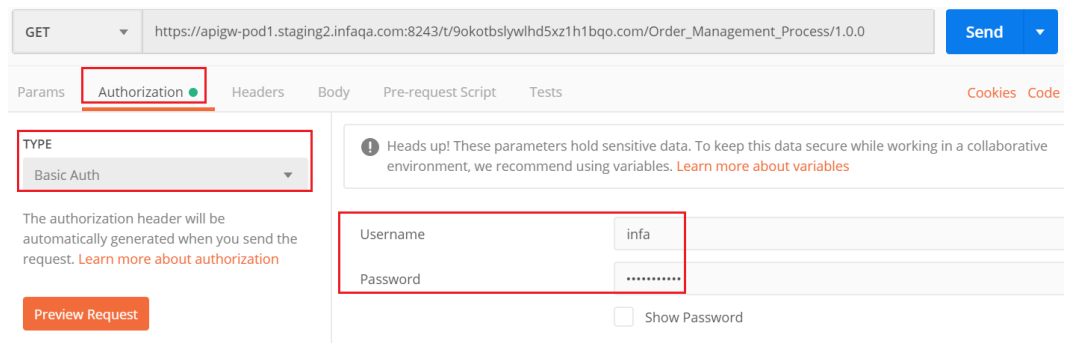 GET https://apigw-pod1.staging2.infaqa.com:8243/t/9okotbslywlhd5xz1h1bqo.com/Order_Management_Process/1.0.0 Send
Params Authorization Headers Body Pre-request Script Tests Cookies Code
TYPE
Basic Auth
The authorization header will be
automatically generated when you send the
request. Learn more about authorization
Preview Request
Heads up! These parameters hold sensitive data. To keep this data secure while working in a collaborative
environment, we recommend using variables. Learn more about variables
Username infa
Password •••••••••••
Show Password